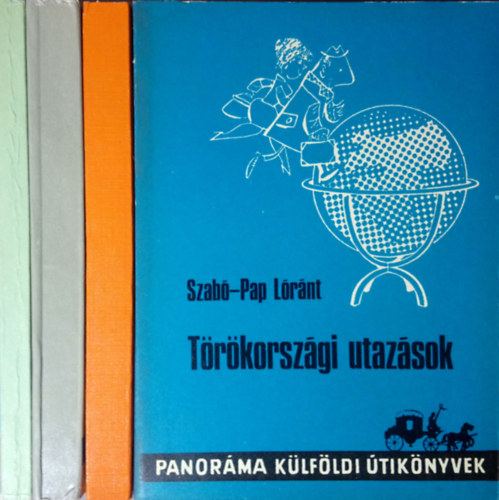 Szabó-Pap Lóránt
Törökországi utazások
PANORÁMA KÜLFÖLDI ÚTIKÖNYVEK